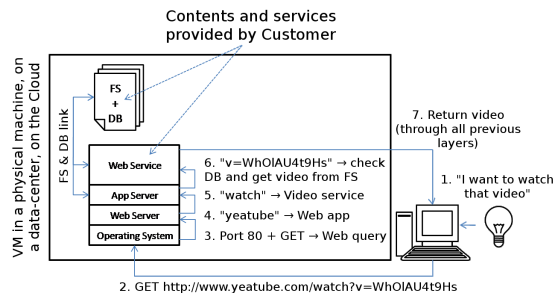 Contents and services
provided by Customer
VM in a physical machine, on
a data-center, on the Cloud
FS
+
DB
FS & DB link
Web Service
App Server
Web Server
Operating System
6. "v=WhOlAU4t9Hs" → check
DB and get video from FS
5. "watch" → Video service
4. "yeatube" → Web app
3. Port 80 + GET → Web query
7. Return video
(through all previous
layers)
1. "I want to watch
that video"
2. GET http://www.yeatube.com/watch?v=WhOlAU4t9Hs